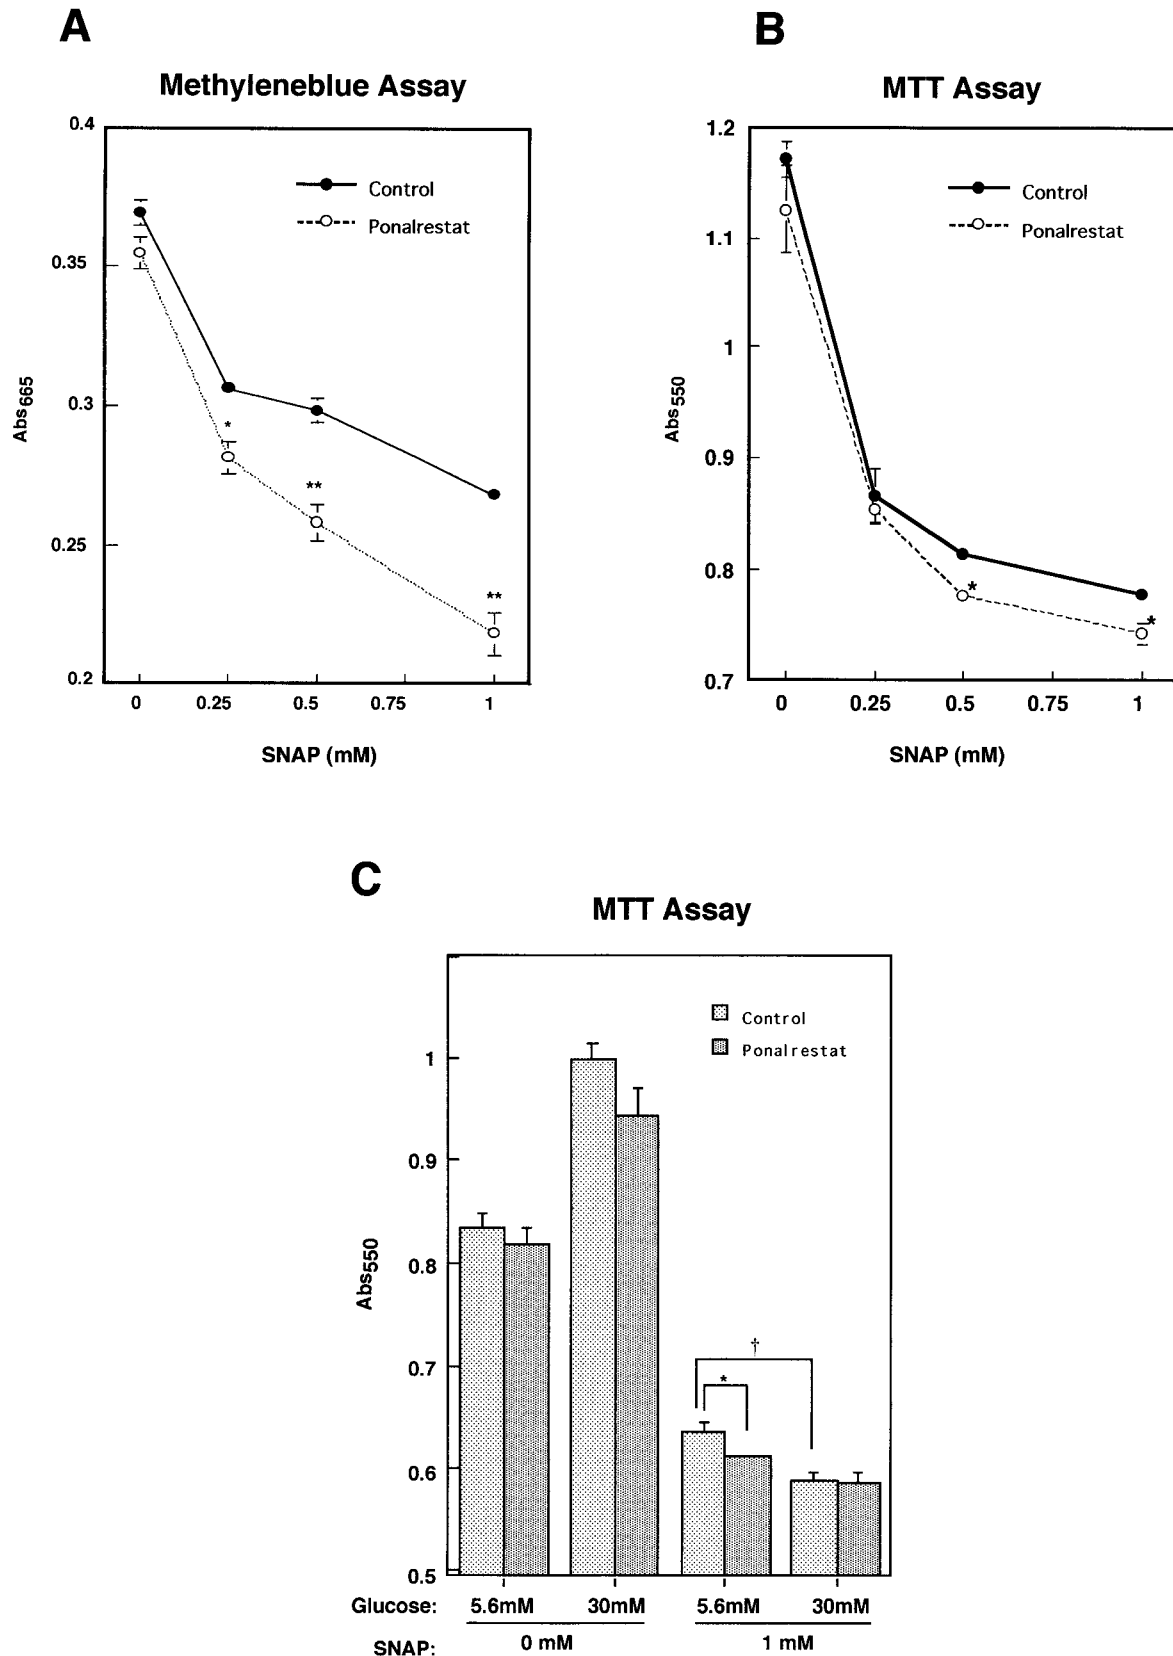 A
Methyleneblue Assay
0.4
0.35
0.3
0.25
0.2
Abs665
Control
Ponalrestat
*
**
**
0 0.25 0.5 0.75 1
SNAP (mM)
B
MTT Assay
1.2
1.1
1
0.9
0.8
0.7
Abs550
Control
Ponalrestat
*
*
0 0.25 0.5 0.75 1
SNAP (mM)
C
MTT Assay
Control
Ponalrestat
1
0.9
0.8
0.7
0.6
0.5
Abs550
†
*
Glucose: 5.6mM 30mM 5.6mM 30mM
SNAP: 0 mM 1 mM